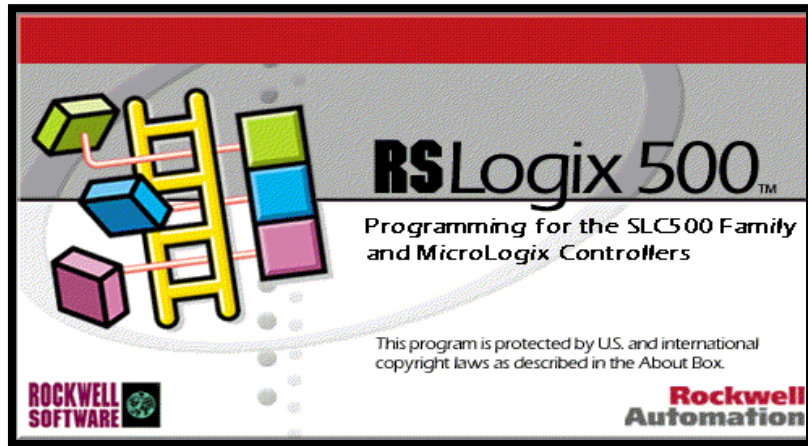 RSLogix 500™
Programming for the SLC500 Family
and MicroLogix Controllers
This program is protected by U.S. and international
copyright laws as described in the About Box.
ROCKWELL
SOFTWARE
Rockwell
Automation